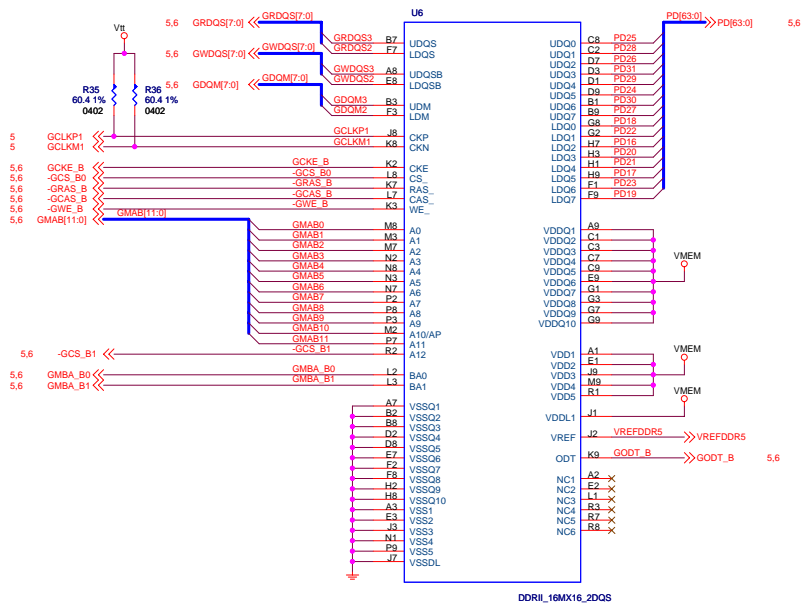 U6
5,6 GRDQS[7:0] GRDQS[7:0] PD[63:0] PD[63:0] 5,6
Vtt
GRDQS3 B7 UDQS UDQ0 C8 PD25
GRDQS2 F7 LDQS UDQ1 C2 PD28
5,6 GWDQS[7:0] GWDQS[7:0] UDQ2 D7 PD26
GWDQS3 A8 UDQSB UDQ3 D3 PD31
GWDQS2 E8 LDQSB UDQ4 D1 PD29
5,6 GDQM[7:0] GDQM[7:0] UDQ5 D9 PD24
R35 60.4 1% 0402
R36 60.4 1% 0402
GDQM3 B3 UDM UDQ6 B1 PD30
GDQM2 F3 LDM UDQ7 B9 PD27
LDQ0 G8 PD18
5 GCLKP1 GCLKP1 J8 CKP LDQ1 G2 PD22
5 GCLKM1 GCLKM1 K8 CKN LDQ2 H7 PD16
LDQ3 H3 PD20
5,6 GCKE_B GCKE_B K2 CKE LDQ4 H1 PD21
5,6 -GCS_B0 -GCS_B0 L8 CS_ LDQ5 H9 PD17
5,6 -GRAS_B -GRAS_B K7 RAS_ LDQ6 F1 PD23
5,6 -GCAS_B -GCAS_B L7 CAS_ LDQ7 F9 PD19
5,6 -GWE_B -GWE_B K3 WE_
5,6 GMAB[11:0] GMAB[11:0]
GMAB0 M8 A0 VDDQ1 A9
GMAB1 M3 A1 VDDQ2 C1
GMAB2 M7 A2 VDDQ3 C3
GMAB3 N2 A3 VDDQ4 C7 VMEM
GMAB4 N8 A4 VDDQ5 C9
GMAB5 N3 A5 VDDQ6 E9
GMAB6 N7 A6 VDDQ7 G1
GMAB7 P2 A7 VDDQ8 G3
GMAB8 P8 A8 VDDQ9 G7
GMAB9 P3 A9 VDDQ10 G9
GMAB10 M2 A10/AP
GMAB11 P7 A11
5,6 -GCS_B1 -GCS_B1 R2 A12 VDD1 A1 VMEM
VDD2 E1
5,6 GMBA_B0 GMBA_B0 L2 BA0 VDD3 J9
5,6 GMBA_B1 GMBA_B1 L3 BA1 VDD4 M9
VDD5 R1 VMEM
A7 VSSQ1
B2 VSSQ2 VDDL1 J1
B8 VSSQ3
D2 VSSQ4 VREF J2 VREFDDR5 VREFDDR5
D8 VSSQ5
E7 VSSQ6 ODT K9 GODT_B GODT_B 5,6
F2 VSSQ7
F8 VSSQ8 NC1 A2
H2 VSSQ9 NC2 E2
H8 VSSQ10 NC3 L1
A3 VSS1 NC4 R3
E3 VSS2 NC5 R7
J3 VSS3 NC6 R8
N1 VSS4
P9 VSS5
J7 VSSDL
DDRII_16MX16_2DQS